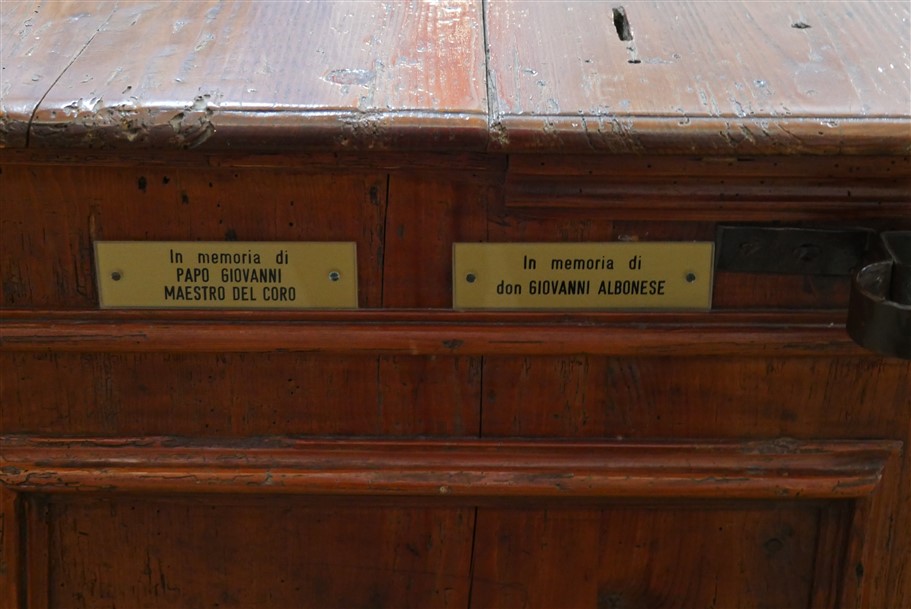 In memoria di
PAPO GIOVANNI
MAESTRO DEL CORO
In memoria di
don GIOVANNI ALBONESE